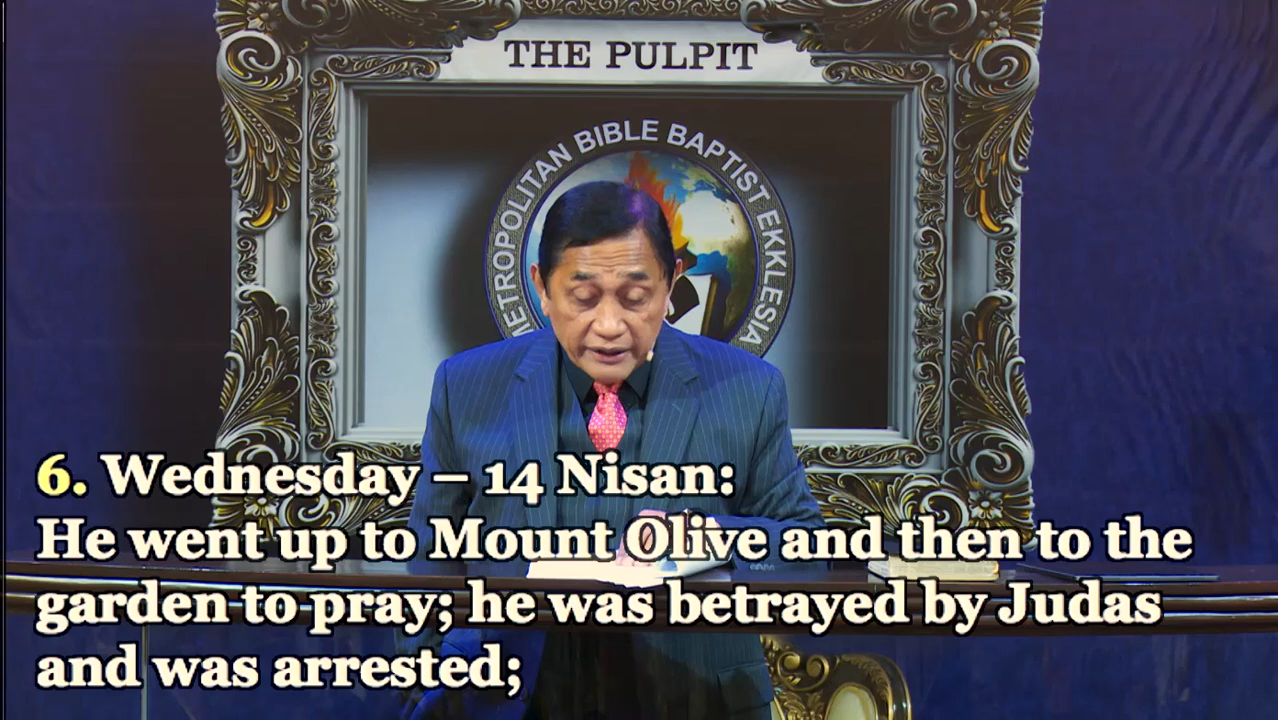 THE PULPIT
METROPOLITAN BIBLE BAPTIST EKKLESIA
6. Wednesday – 14 Nisan:
He went up to Mount Olive and then to the
garden to pray; he was betrayed by Judas
and was arrested;